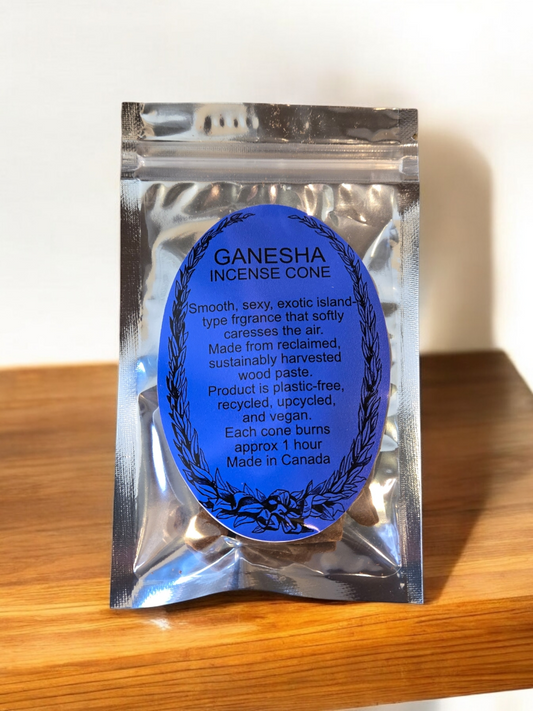 GANESHA
INCENSE CONE
Smooth, sexy, exotic island-
type frgrance that softly
caresses the air.
Made from reclaimed,
sustainably harvested
wood paste.
Product is plastic-free,
recycled, upcycled,
and vegan.
Each cone burns
approx 1 hour
Made in Canada